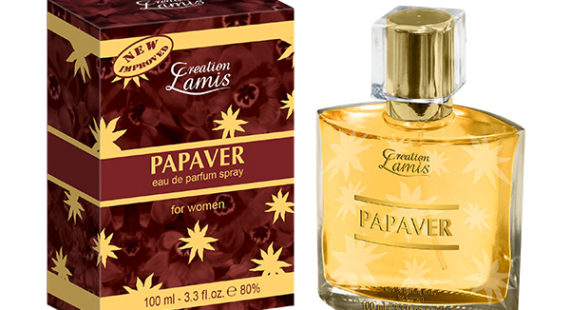 NEW
IMPROVED
Creation
Lamis
PAPAVER
eau de parfum spray
for women
100 ml - 3.3 fl.oz. e 80%
Creation
Lamis
PAPAVER